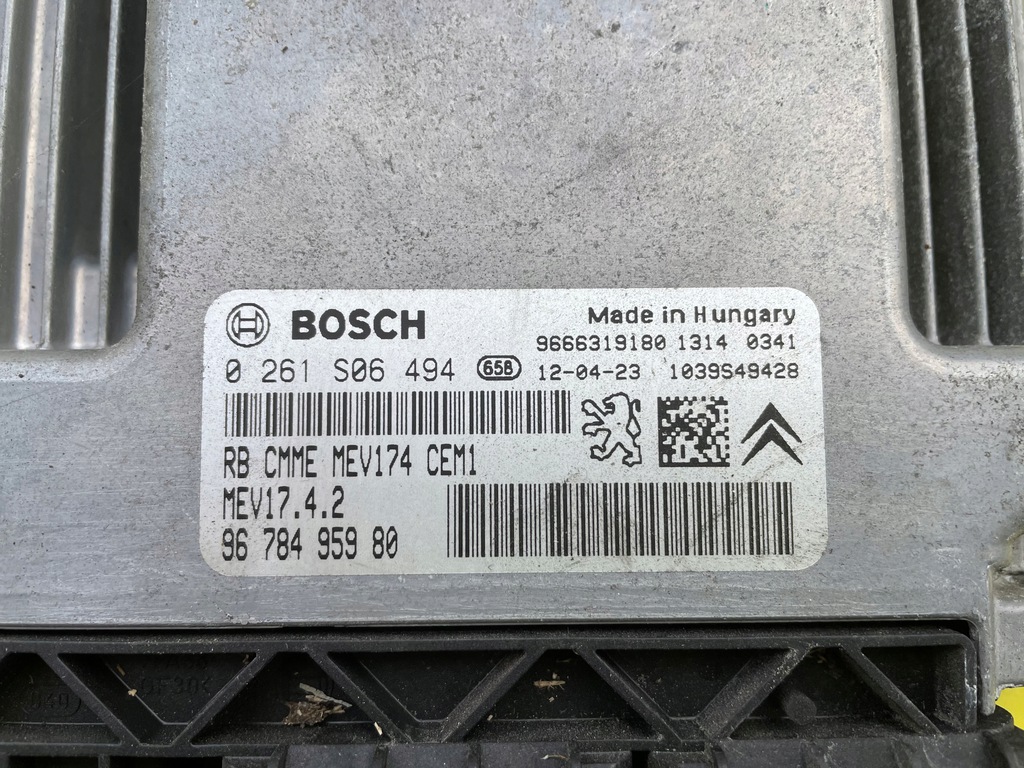 BOSCH
Made in Hungary
9666319180 1314 0341
0 261 S06 494 658 12-04-23 1039S49428
RB CMME MEV174 CEM1
MEV17.4.2
96 784 959 80